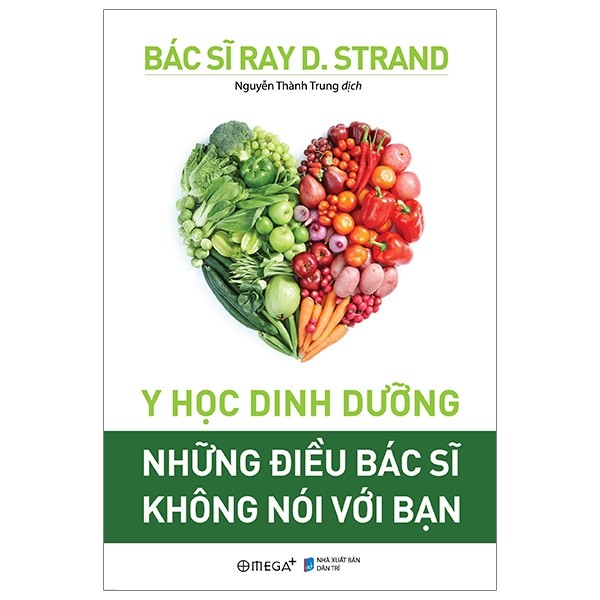 BÁC SĨ RAY D. STRAND
Nguyễn Thành Trung dịch
Y HỌC DINH DƯỠNG
NHỮNG ĐIỀU BÁC SĨ
KHÔNG NÓI VỚI BẠN
OMEGA+
NHÀ XUẤT BẢN
DÂN TRÍ